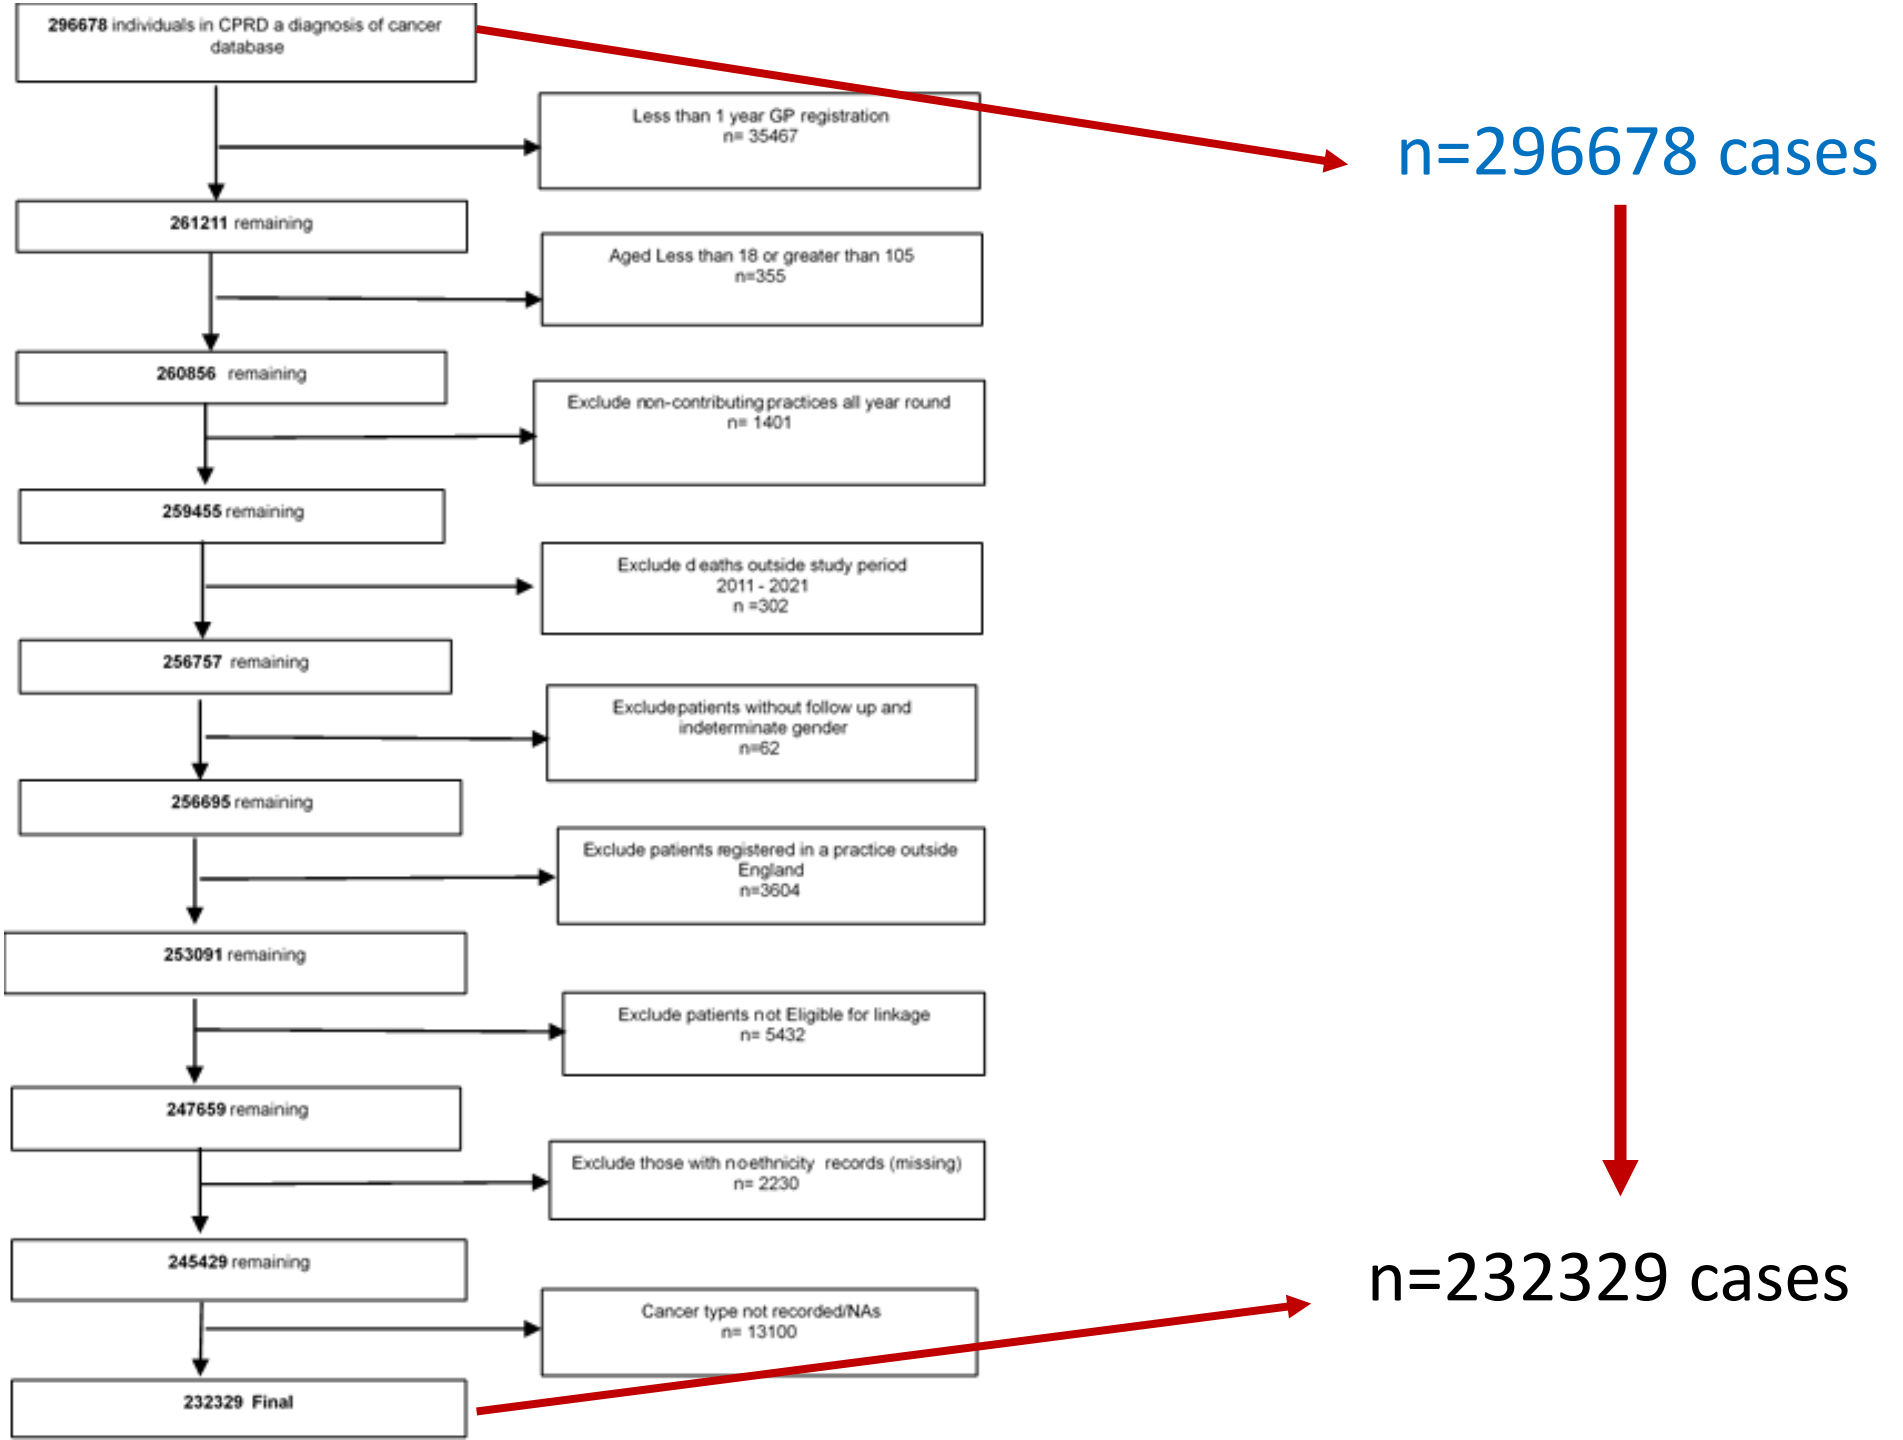 296678 individuals in CPRD a diagnosis of cancer
database
Less than 1 year GP registration
n= 35467
n=296678 cases
261211 remaining
Aged Less than 18 or greater than 105
n=355
260856 remaining
Exclude non-contributing practices all year round
n= 1401
259455 remaining
Exclude deaths outside study period
2011 - 2021
n =302
256757 remaining
Exclude patients without follow up and
indeterminate gender
n=62
256695 remaining
Exclude patients registered in a practice outside
England
n=3604
253091 remaining
Exclude patients not Eligible for linkage
n= 5432
247659 remaining
Exclude those with no ethnicity records (missing)
n= 2230
245429 remaining
n=232329 cases
Cancer type not recorded/NAs
n= 13100
232329 Final